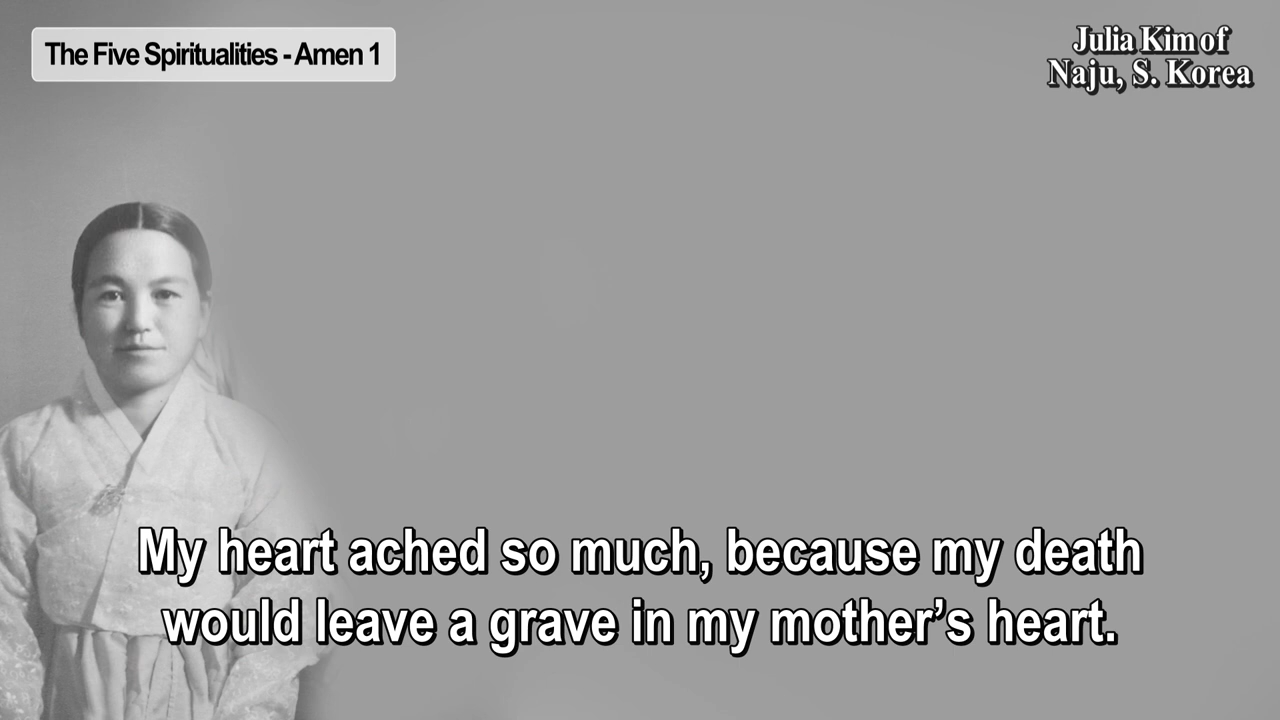 The Five Spiritualities - Amen 1
Julia Kim of
Naju, S. Korea
My heart ached so much, because my death
would leave a grave in my mother’s heart.